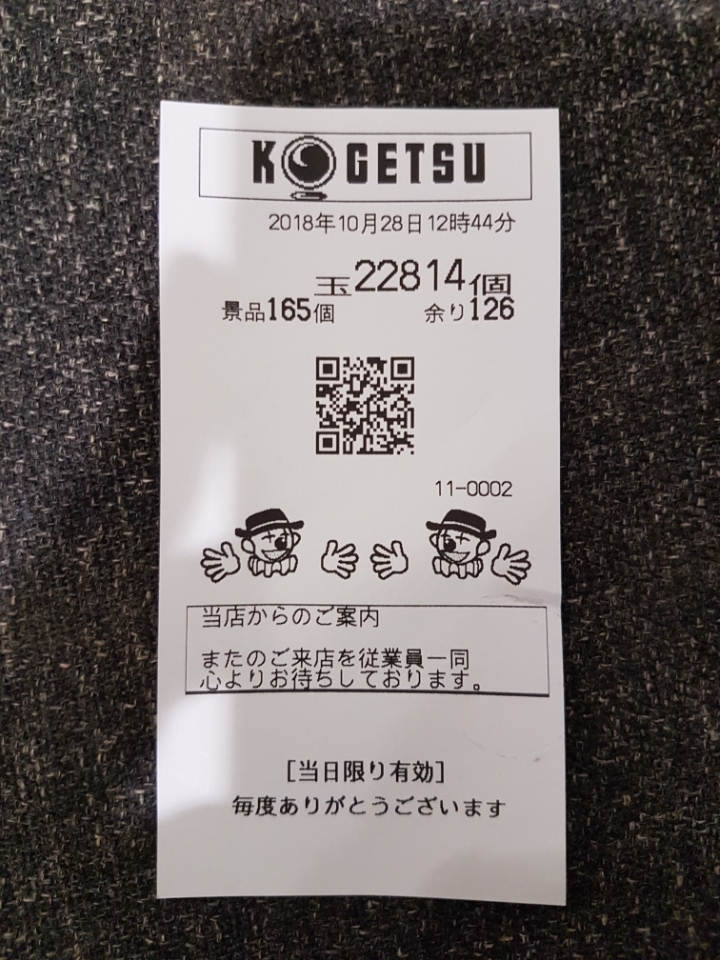 KOGETSU
2018年10月28日12時44分
玉22814個
景品165個 余り126
11-0002
当店からのご案内
またのご来店を従業員一同
心よりお待ちしております。
[当日限り有効]
毎度ありがとうございます